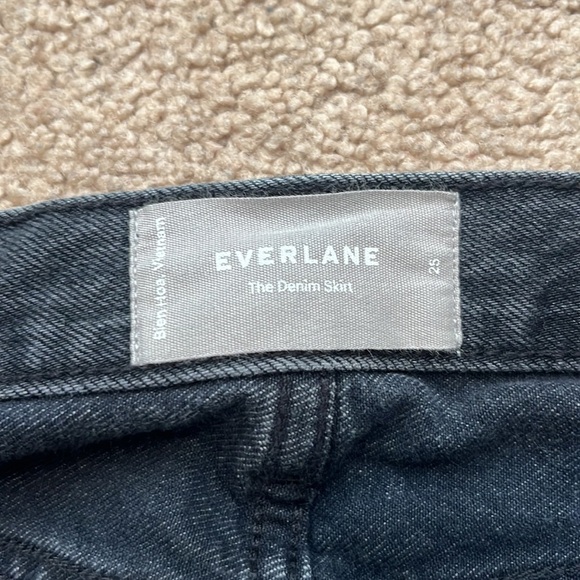 Bien Hoa, Vietnam
EVERLANE
The Denim Skirt
25